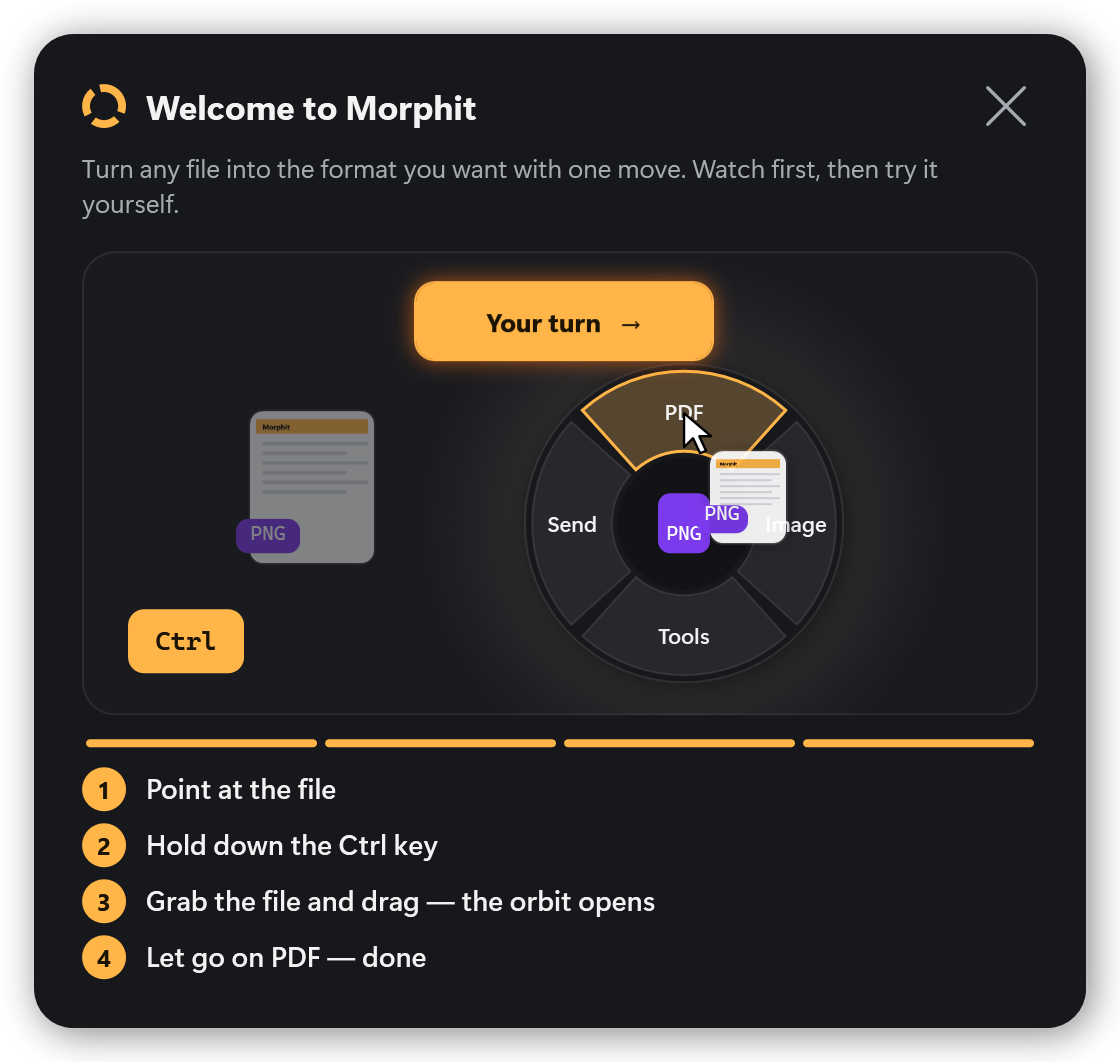 Welcome to Morphit
Turn any file into the format you want with one move. Watch first, then try it
yourself.
Your turn →
PDF
Morphit
PNG
Morphit
PNG
PNG
Send
Image
Tools
Ctrl
1 Point at the file
2 Hold down the Ctrl key
3 Grab the file and drag — the orbit opens
4 Let go on PDF — done